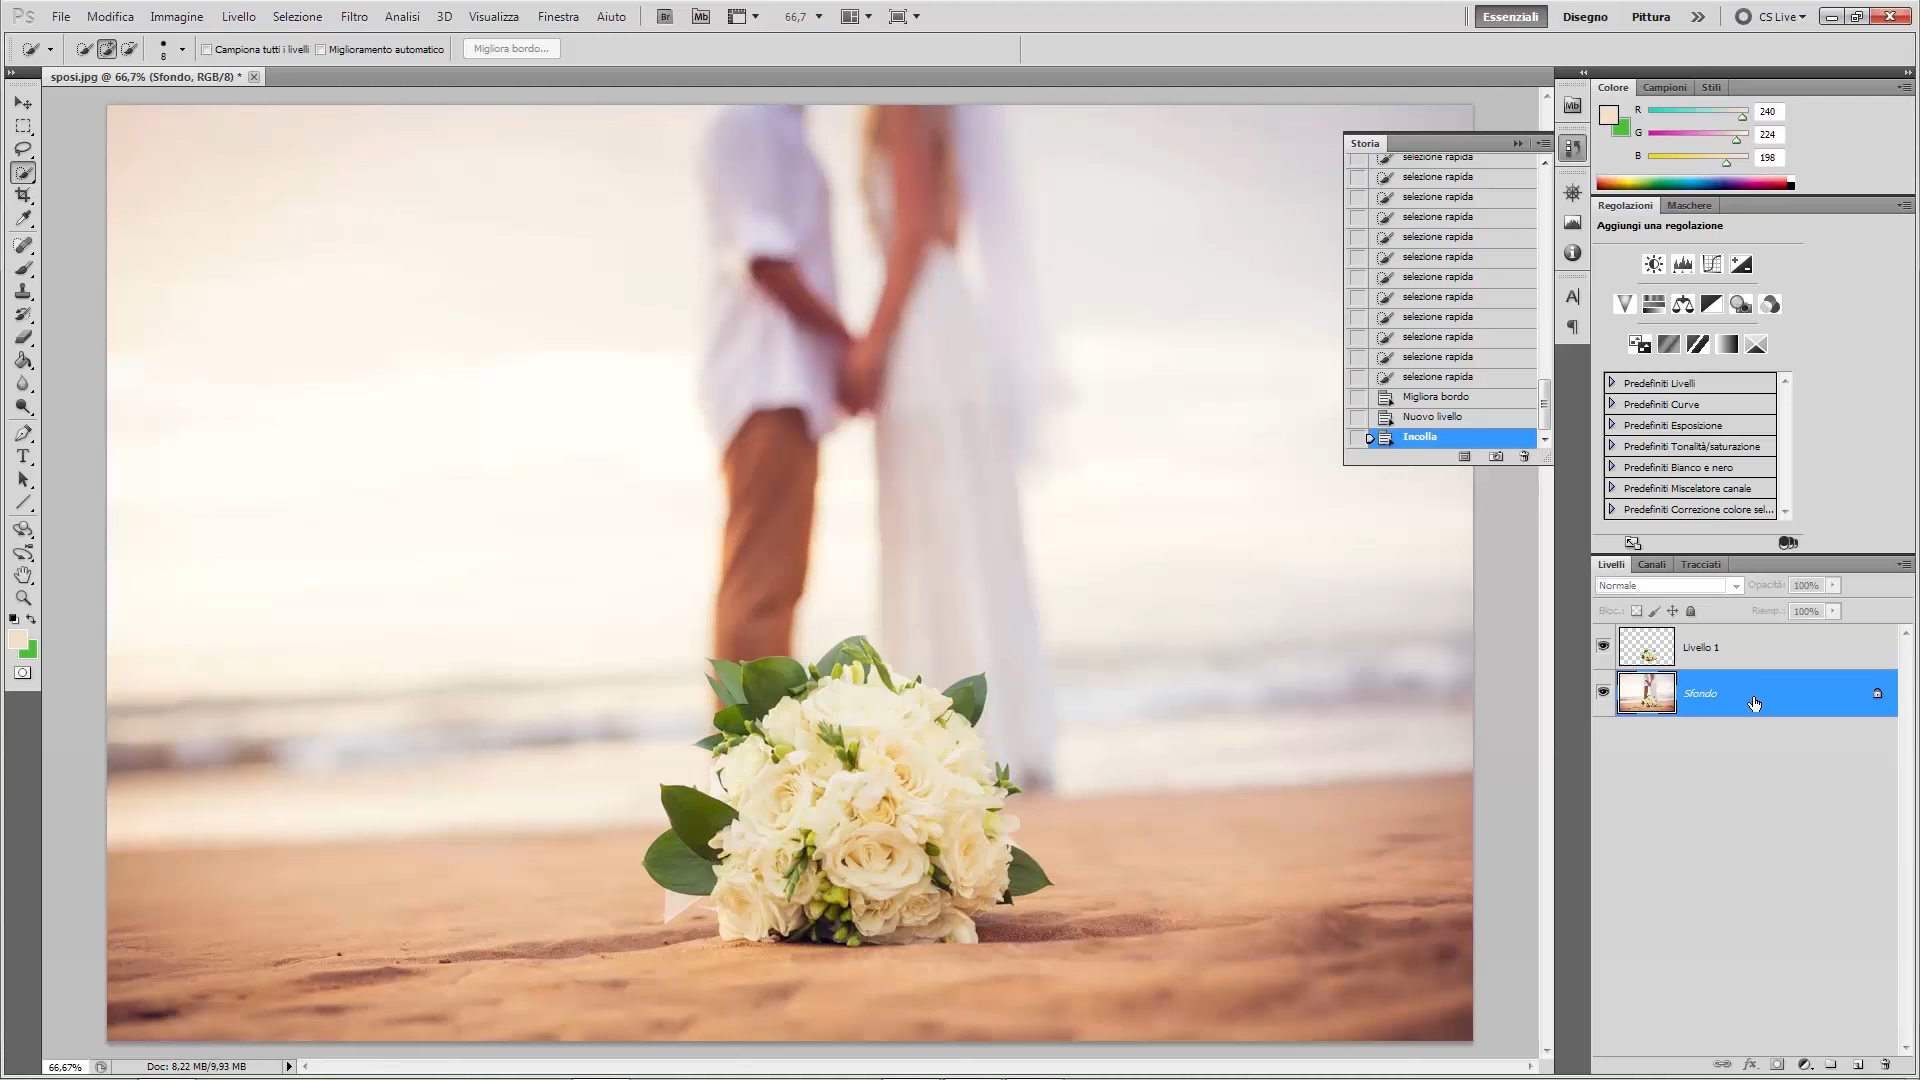 Ps File Modifica Immagine Livello Selezione Filtro Analisi 3D Visualizza Finestra Aiuto Br Mb 66,7 Essenziali Disegno Pittura CS Live
8 Campiona tutti i livelli Miglioramento automatico Migliora bordo...
sposi.jpg @ 66,7% (Sfondo, RGB/8) *
Storia
selezione rapida
selezione rapida
selezione rapida
selezione rapida
selezione rapida
selezione rapida
selezione rapida
selezione rapida
selezione rapida
selezione rapida
selezione rapida
selezione rapida
Migliora bordo
Nuovo livello
Incolla
Mb
Colore Campioni Stili
R 240
G 224
B 198
Regolazioni Maschere
Aggiungi una regolazione
Predefiniti Livelli
Predefiniti Curve
Predefiniti Esposizione
Predefiniti Tonalità/saturazione
Predefiniti Bianco e nero
Predefiniti Miscelatore canale
Predefiniti Correzione colore sel...
Livelli Canali Tracciati
Normale Opacità: 100%
Bloc.: Riemp.: 100%
Livello 1
Sfondo
66,67% Doc: 8,22 MB/9,93 MB